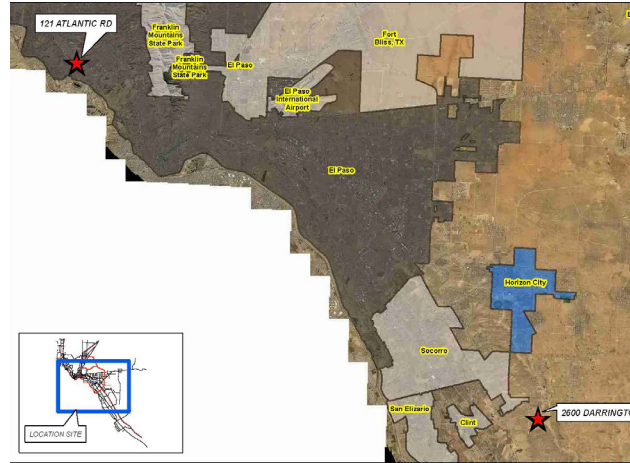 121 ATLANTIC RD
Franklin
Mountains
State Park
Franklin
Mountains
State Park
El Paso
Fort
Bliss, TX
El Paso
International
Airport
El Paso
Horizon City
Socorro
San Elizario
Clint
2600 DARRINGT
LOCATION SITE